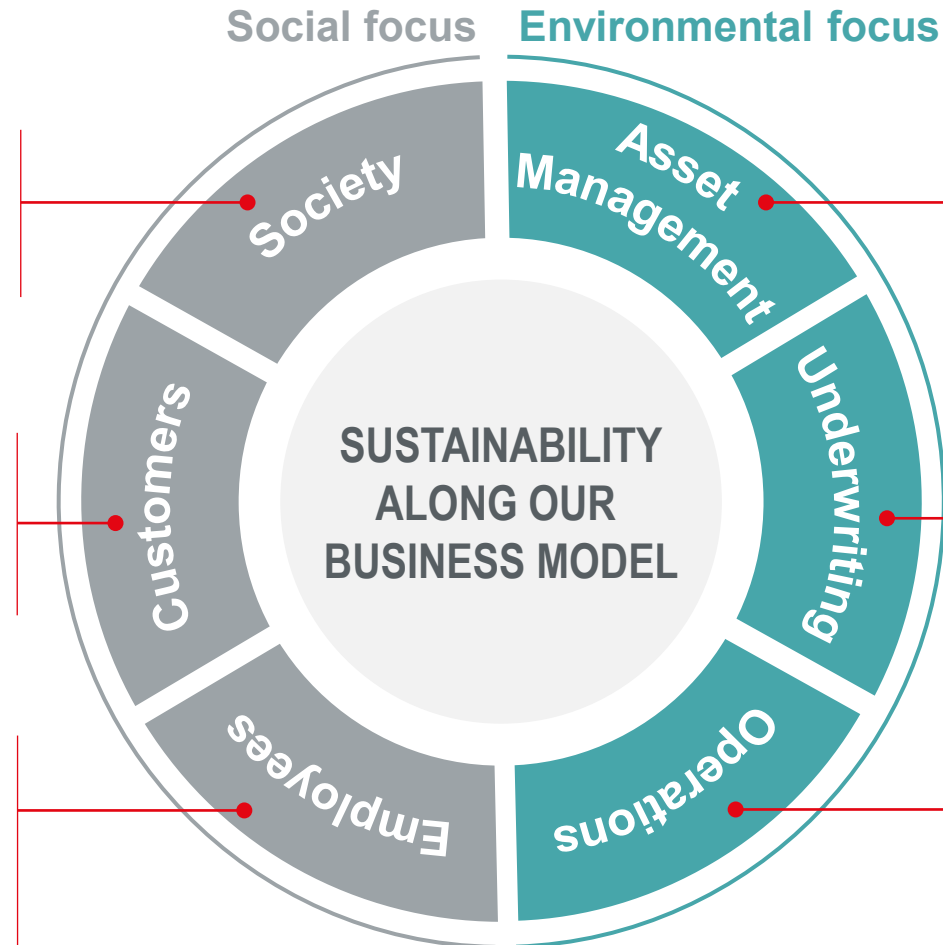 Social focus
Environmental focus
Society
Asset
Management
Customers
Underwriting
SUSTAINABILITY
ALONG OUR
BUSINESS MODEL
Employees
Operations